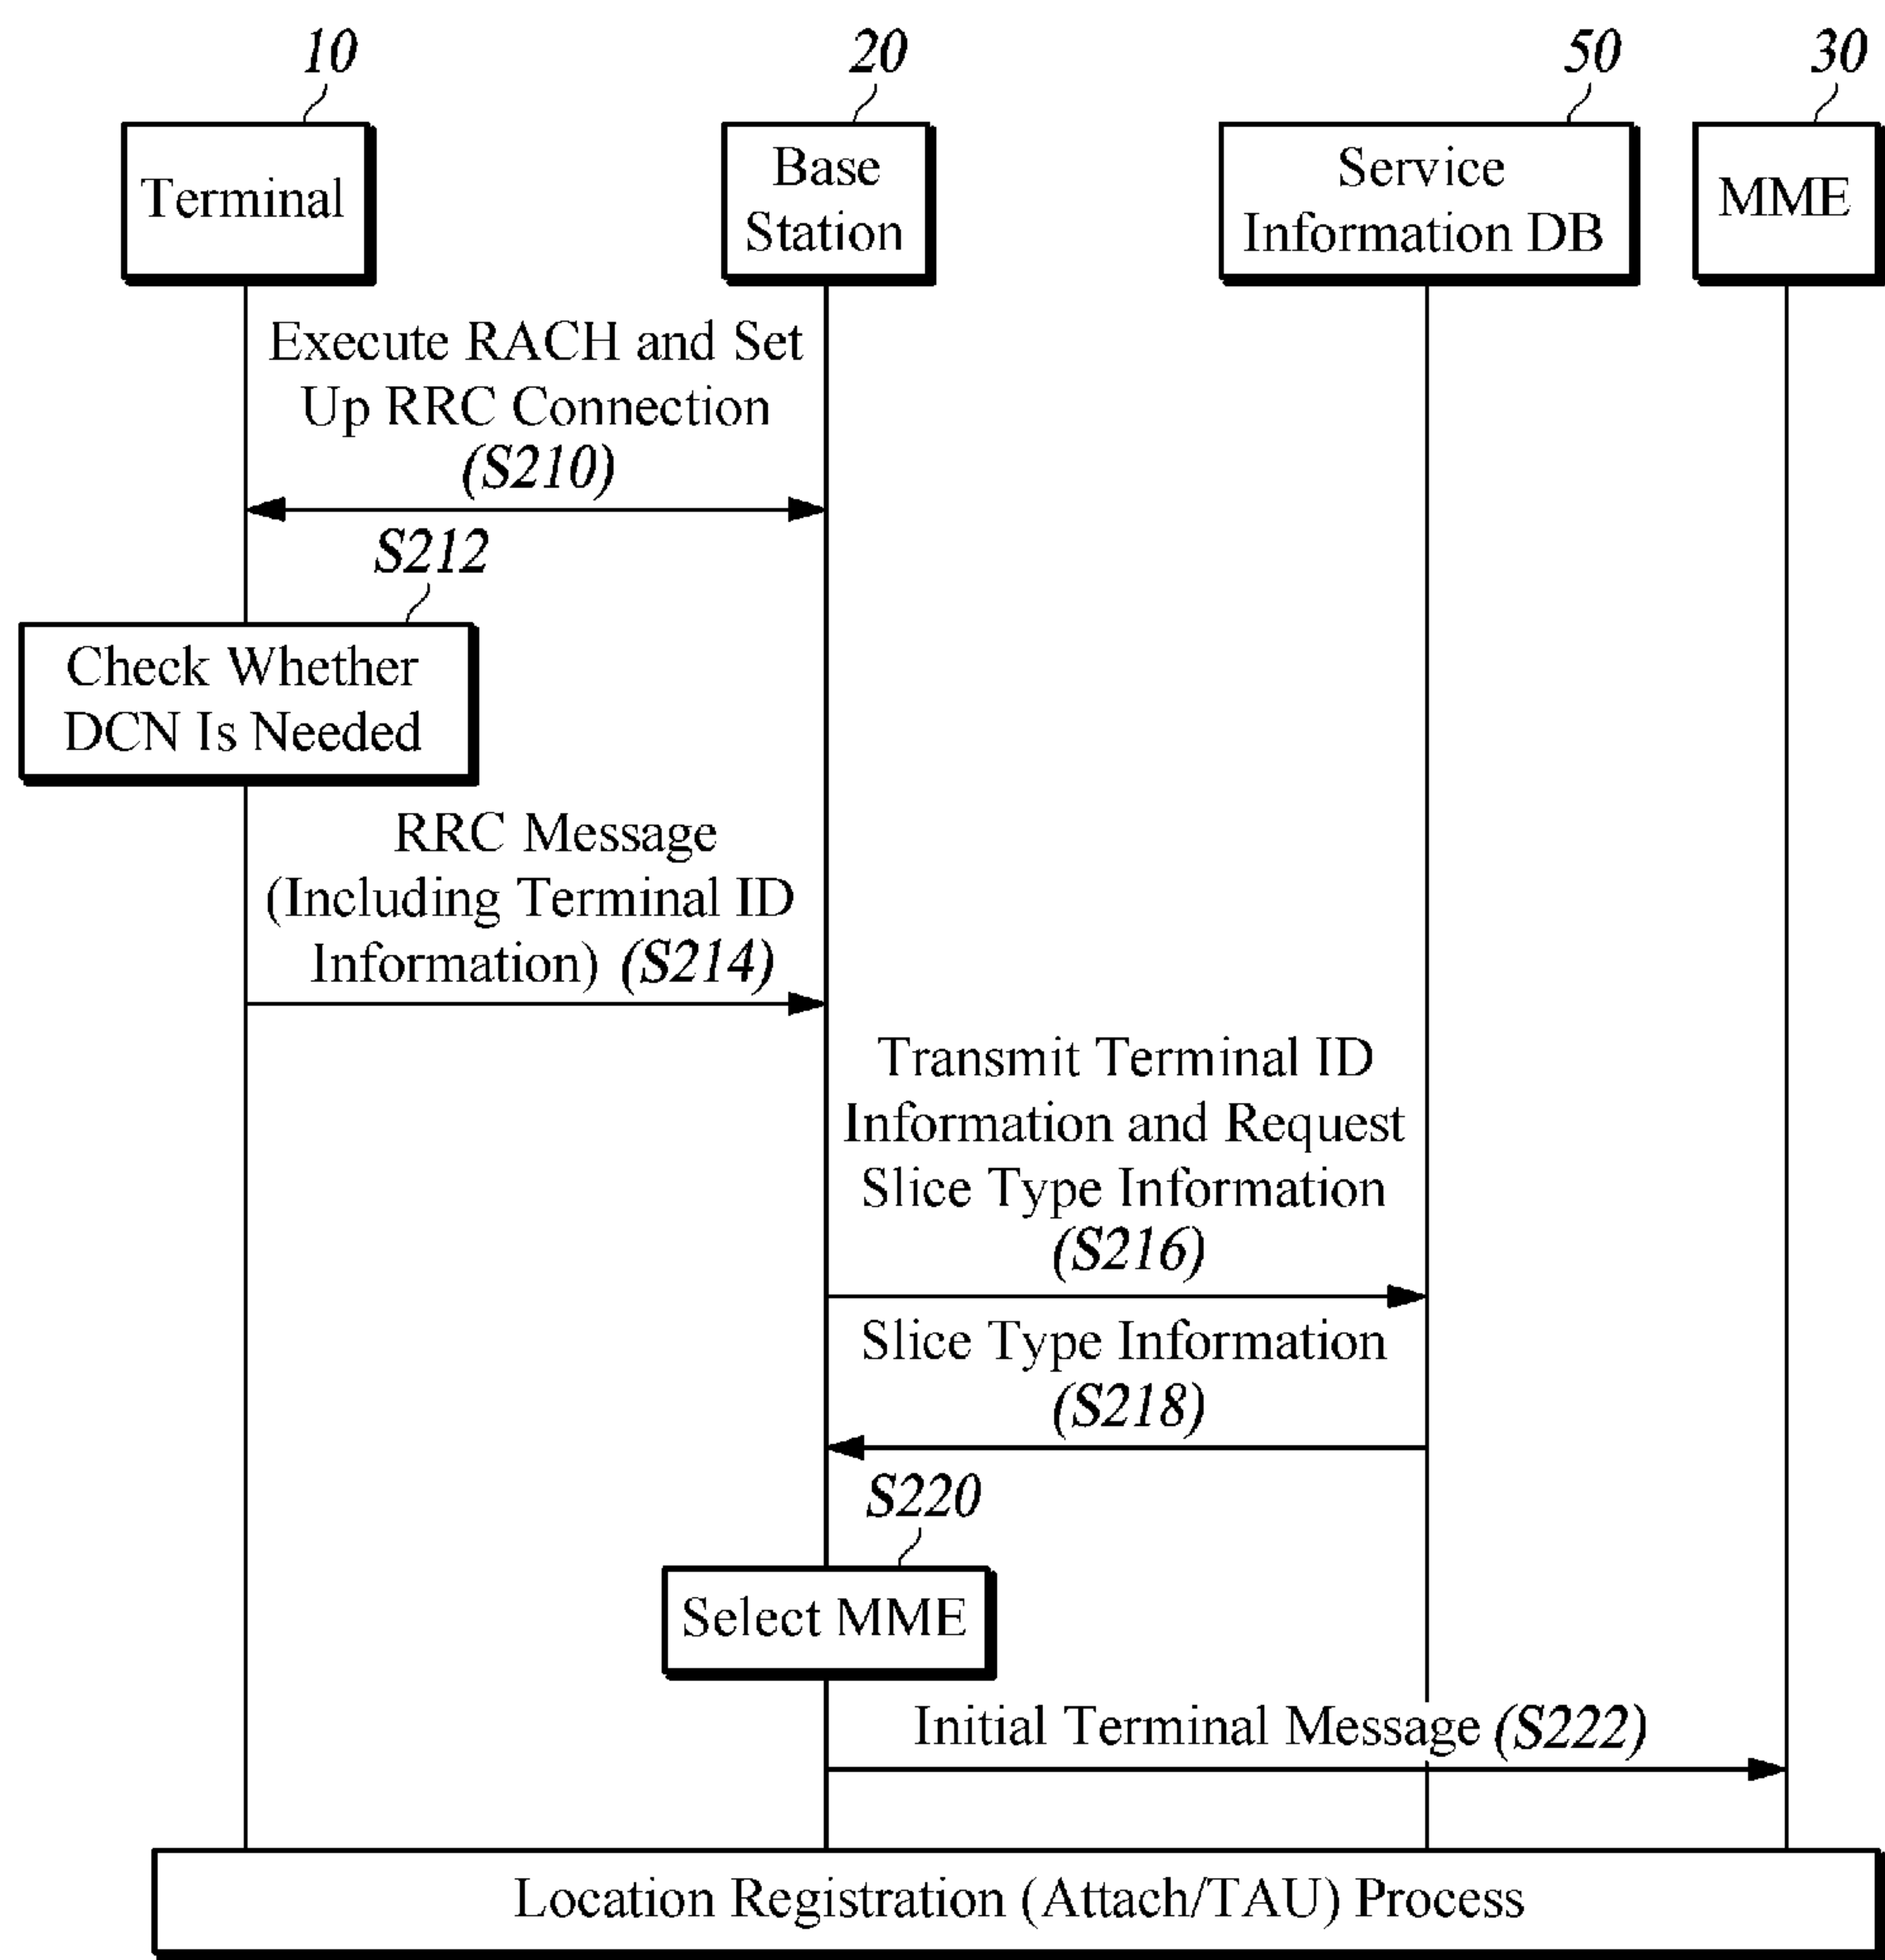 10
20
50
30
Terminal
Base
Station
Service
Information DB
MME
Execute RACH and Set
Up RRC Connection
(S210)
S212
Check Whether
DCN Is Needed
RRC Message
(Including Terminal ID
Information) (S214)
Transmit Terminal ID
Information and Request
Slice Type Information
(S216)
Slice Type Information
(S218)
S220
Select MME
Initial Terminal Message (S222)
Location Registration (Attach/TAU) Process